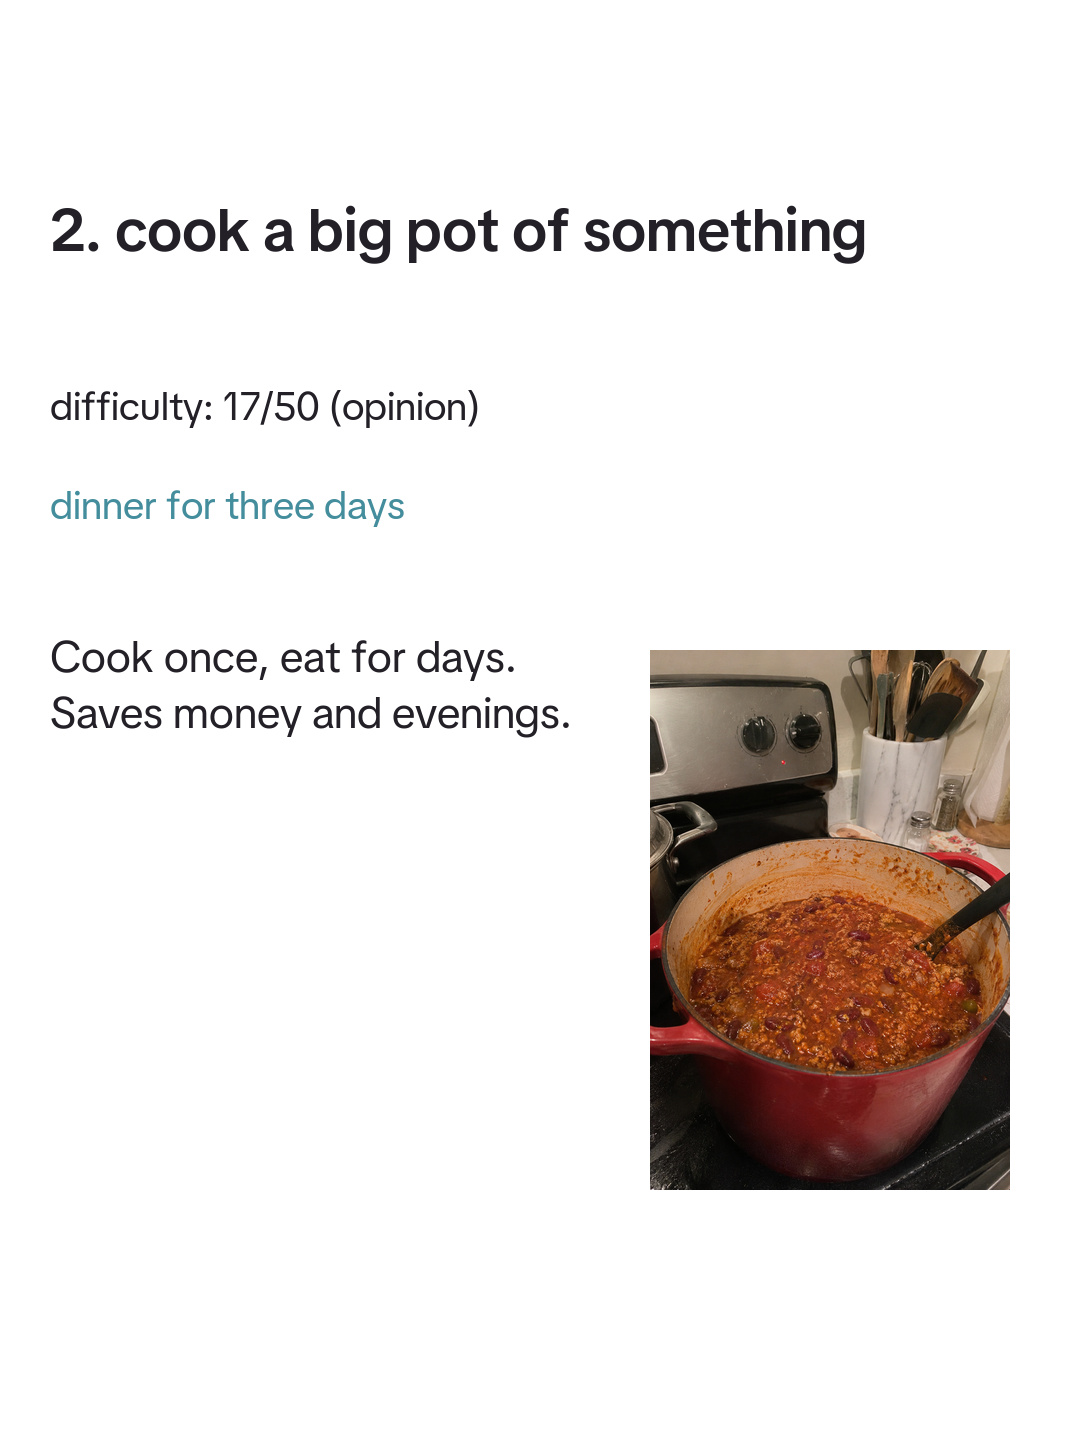 2. cook a big pot of something
difficulty: 17/50 (opinion)
dinner for three days
Cook once, eat for days.
Saves money and evenings.